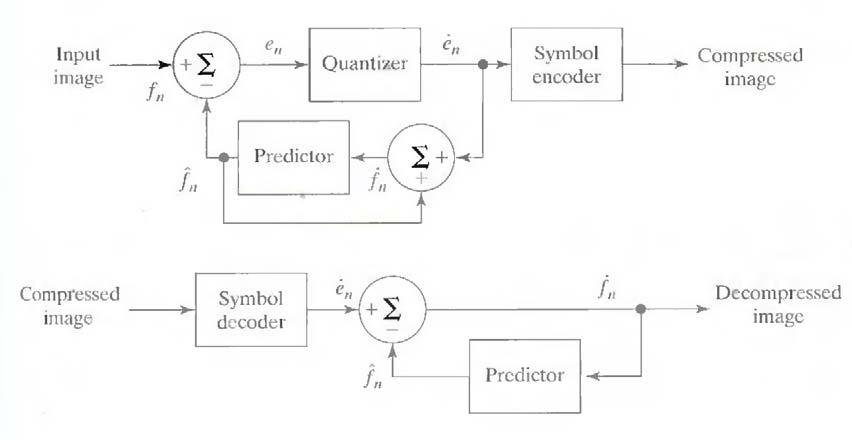 Input
image
f_n
+ Σ
−
e_n
Quantizer
ė_n
Symbol
encoder
Compressed
image
f̂_n
Predictor
ḟ_n
Σ +
+
Compressed
image
Symbol
decoder
ė_n
+ Σ
−
ḟ_n
Decompressed
image
f̂_n
Predictor